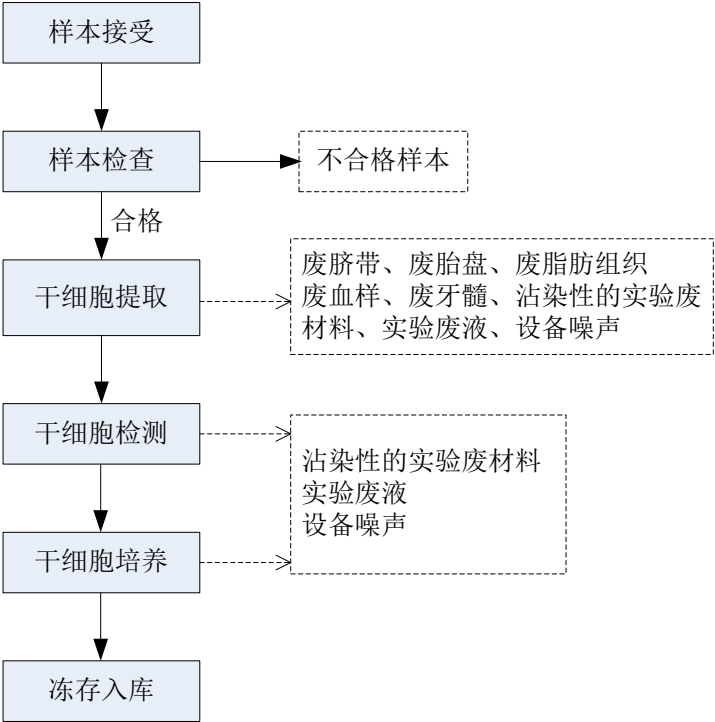 样本接受
样本检查
不合格样本
合格
干细胞提取
废脐带、废胎盘、废脂肪组织
废血样、废牙髓、沾染性的实验废
材料、实验废液、设备噪声
干细胞检测
沾染性的实验废材料
实验废液
设备噪声
干细胞培养
冻存入库